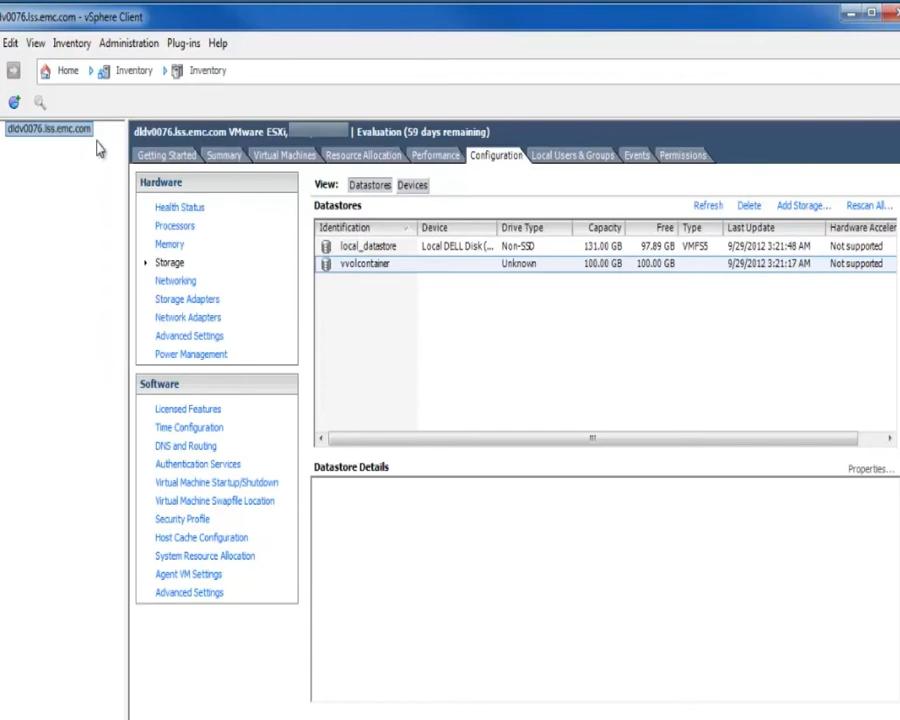 dldv0076.lss.emc.com - vSphere Client
Edit View Inventory Administration Plug-ins Help
Home Inventory Inventory
dldv0076.lss.emc.com
dldv0076.lss.emc.com VMware ESXi, | Evaluation (59 days remaining)
Getting Started Summary Virtual Machines Resource Allocation Performance Configuration Local Users & Groups Events Permissions
Hardware
Health Status
Processors
Memory
Storage
Networking
Storage Adapters
Network Adapters
Advanced Settings
Power Management
Software
Licensed Features
Time Configuration
DNS and Routing
Authentication Services
Virtual Machine Startup/Shutdown
Virtual Machine Swapfile Location
Security Profile
Host Cache Configuration
System Resource Allocation
Agent VM Settings
Advanced Settings
View: Datastores Devices
Datastores Refresh Delete Add Storage... Rescan All...
Identification Device Drive Type Capacity Free Type Last Update Hardware Acceler
local_datastore Local DELL Disk (... Non-SSD 131.00 GB 97.89 GB VMFS5 9/29/2012 3:21:48 AM Not supported
vvolcontainer Unknown 100.00 GB 100.00 GB 9/29/2012 3:21:17 AM Not supported
Datastore Details Properties...